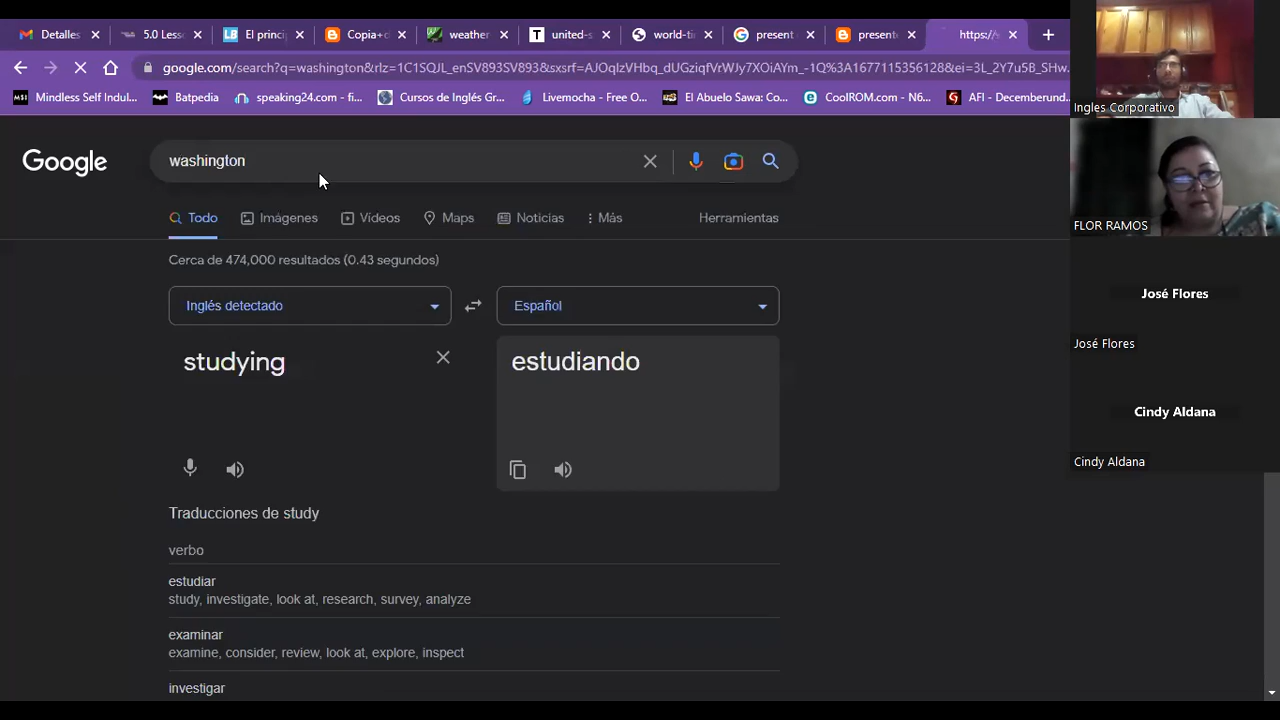 Detalles
5.0 Lesso
El princi
Copia+d
weather
united-s
world-tir
present
presente
https://v
google.com/search?q=washington&rlz=1C1SQJL_enSV893SV893&sxsrf=AJOqlzVHbq_dUGziqfVrWJy7XOiAYm_-1Q%3A1677115356128&ei=3L_2Y7u5B_SHw
Mindless Self Indul...
Batpedia
speaking24.com - fi...
Cursos de Inglés Gr...
Livemocha - Free O...
El Abuelo Sawa: Co...
CoolROM.com - N6...
AFI - Decemberund
Ingles Corporativo
Google
washington
Todo
Imágenes
Vídeos
Maps
Noticias
Más
Herramientas
FLOR RAMOS
Cerca de 474,000 resultados (0.43 segundos)
Inglés detectado
Español
José Flores
José Flores
studying
estudiando
Cindy Aldana
Cindy Aldana
Traducciones de study
verbo
estudiar
study, investigate, look at, research, survey, analyze
examinar
examine, consider, review, look at, explore, inspect
investigar